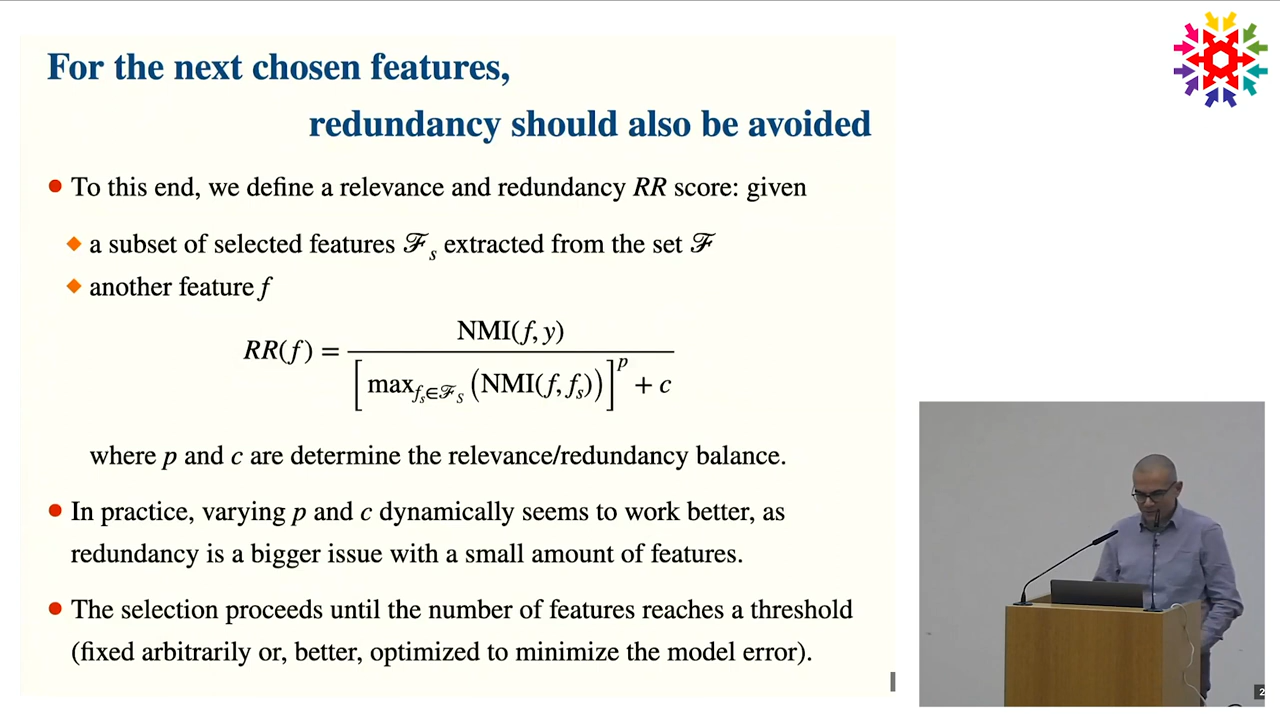 For the next chosen features,
redundancy should also be avoided
● To this end, we define a relevance and redundancy RR score: given
◆ a subset of selected features ℱs extracted from the set ℱ
◆ another feature f
RR(f) = NMI(f, y) / [max_{f_s∈ℱ_S} (NMI(f, f_s))]^p + c
where p and c are determine the relevance/redundancy balance.
● In practice, varying p and c dynamically seems to work better, as
redundancy is a bigger issue with a small amount of features.
● The selection proceeds until the number of features reaches a threshold
(fixed arbitrarily or, better, optimized to minimize the model error).
2